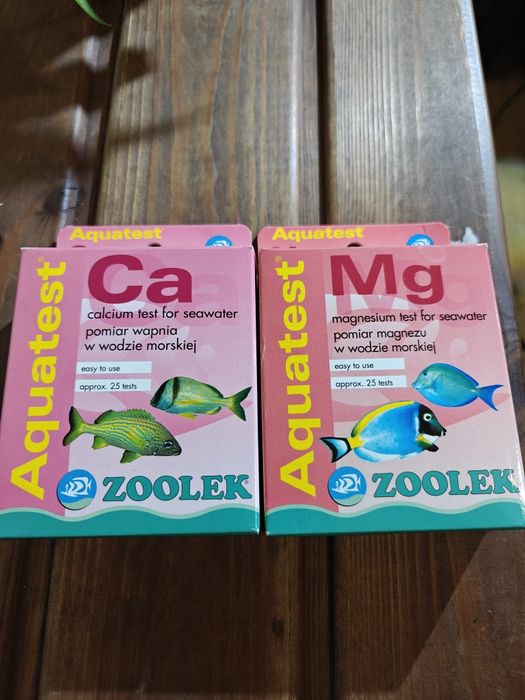 Aquatest
Aquatest®
Ca
calcium test for seawater
pomiar wapnia
w wodzie morskiej
easy to use
approx. 25 tests
ZOOLEK®
Aquatest
Aquatest®
Mg
magnesium test for seawater
pomiar magnezu
w wodzie morskiej
easy to use
approx. 25 tests
ZOOLEK